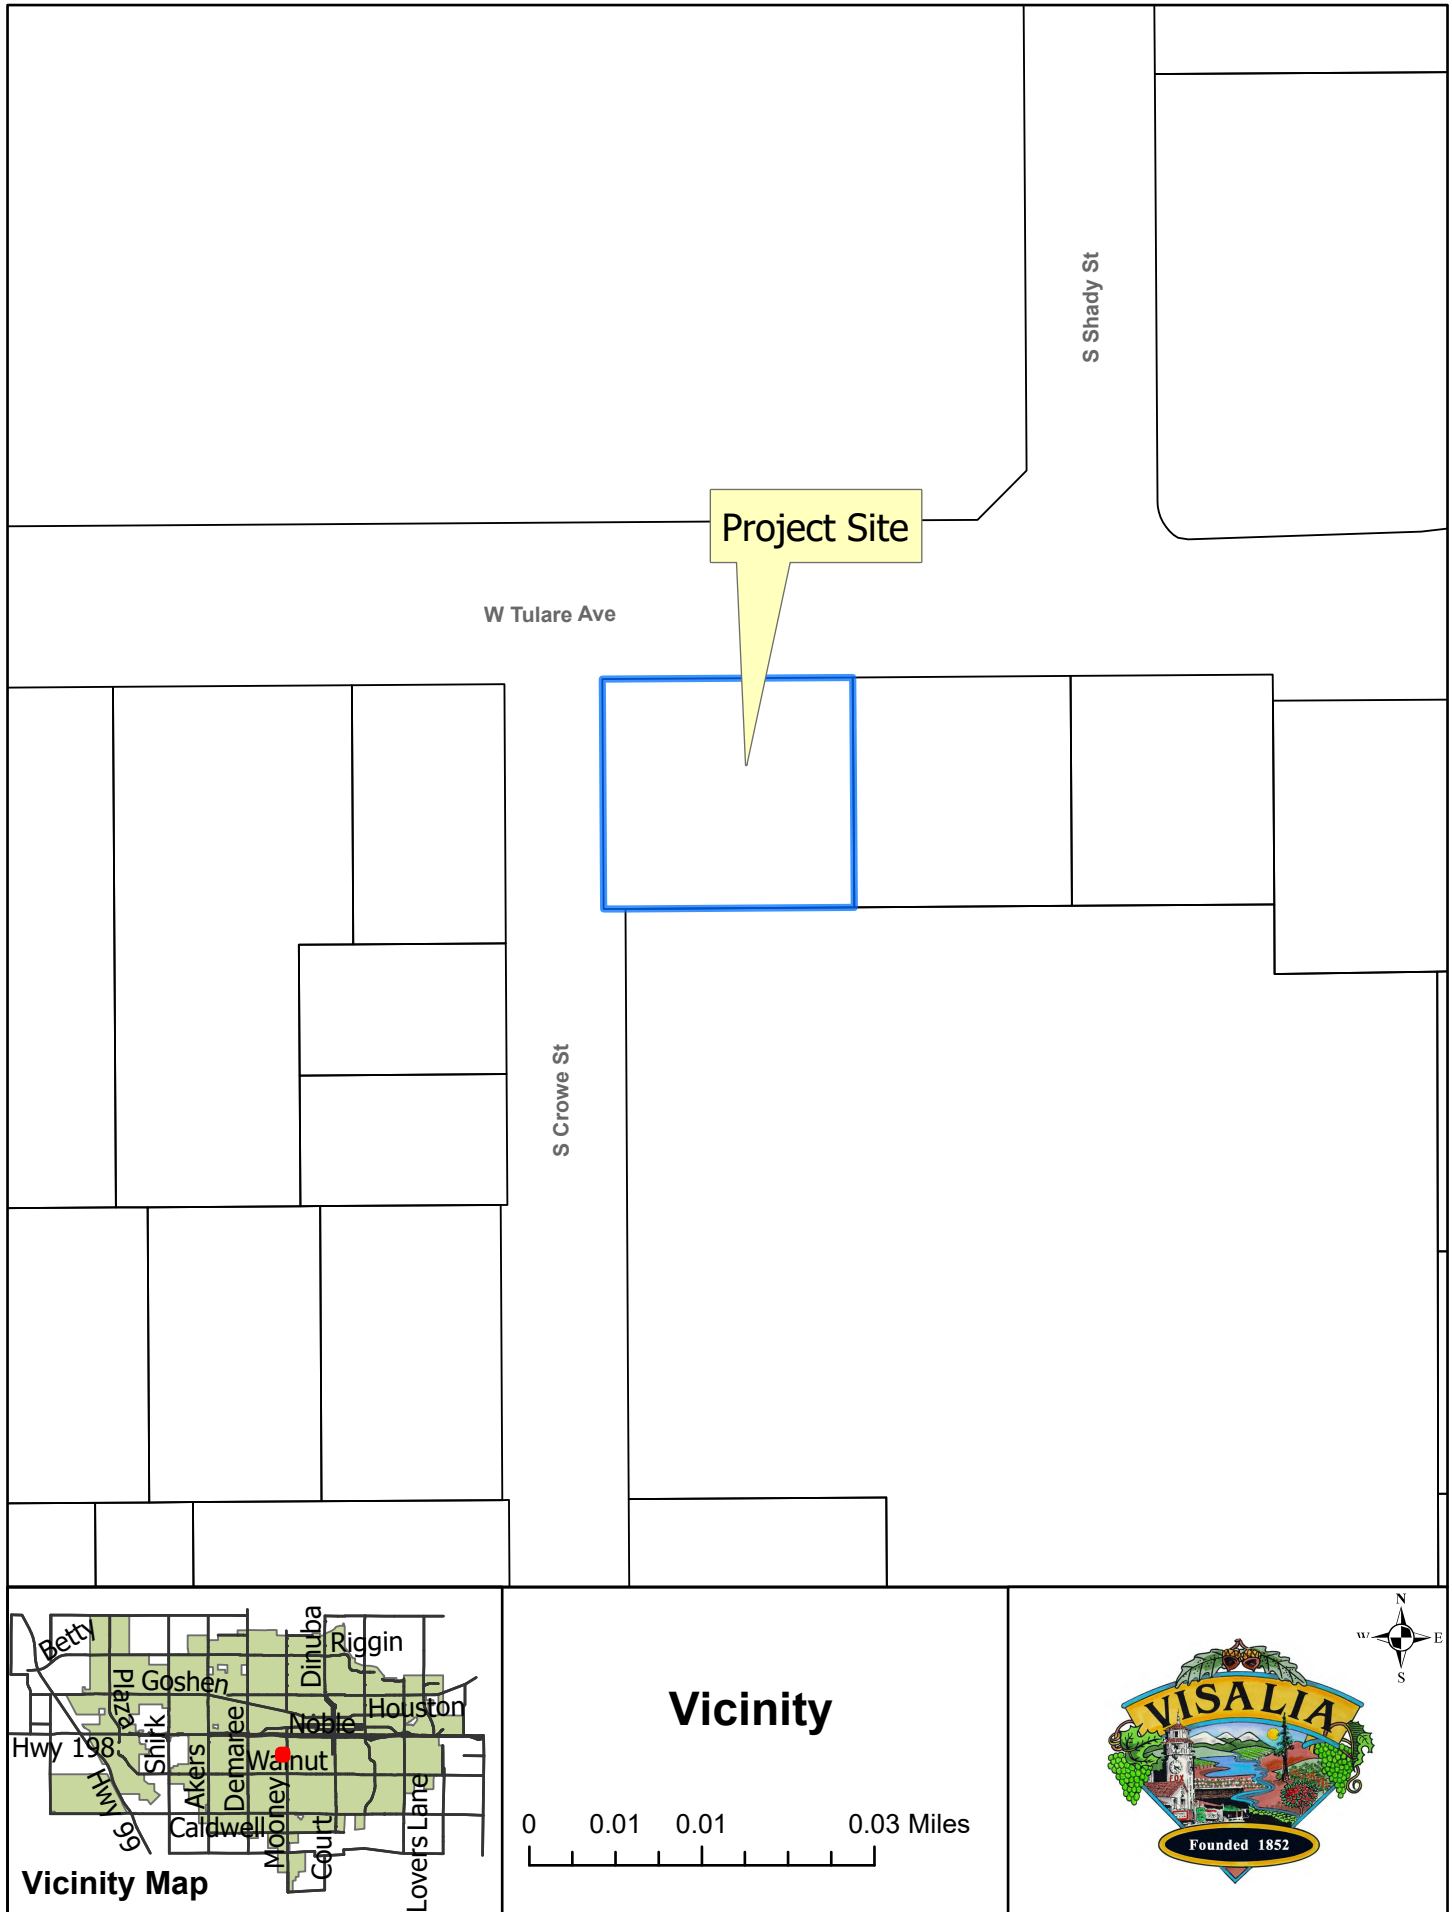 S Shady St
Project Site
W Tulare Ave
S Crowe St
Betty
Plaza
Goshen
Dinuba
Riggin
Houston
Noble
Hwy 198
Shirk
Akers
Demaree
Walnut
Hwy 99
Caldwell
Mooney
Court
Lovers Lane
Vicinity Map
Vicinity
0 0.01 0.01 0.03 Miles
N
W E
S
VISALIA
FOX
Founded 1852